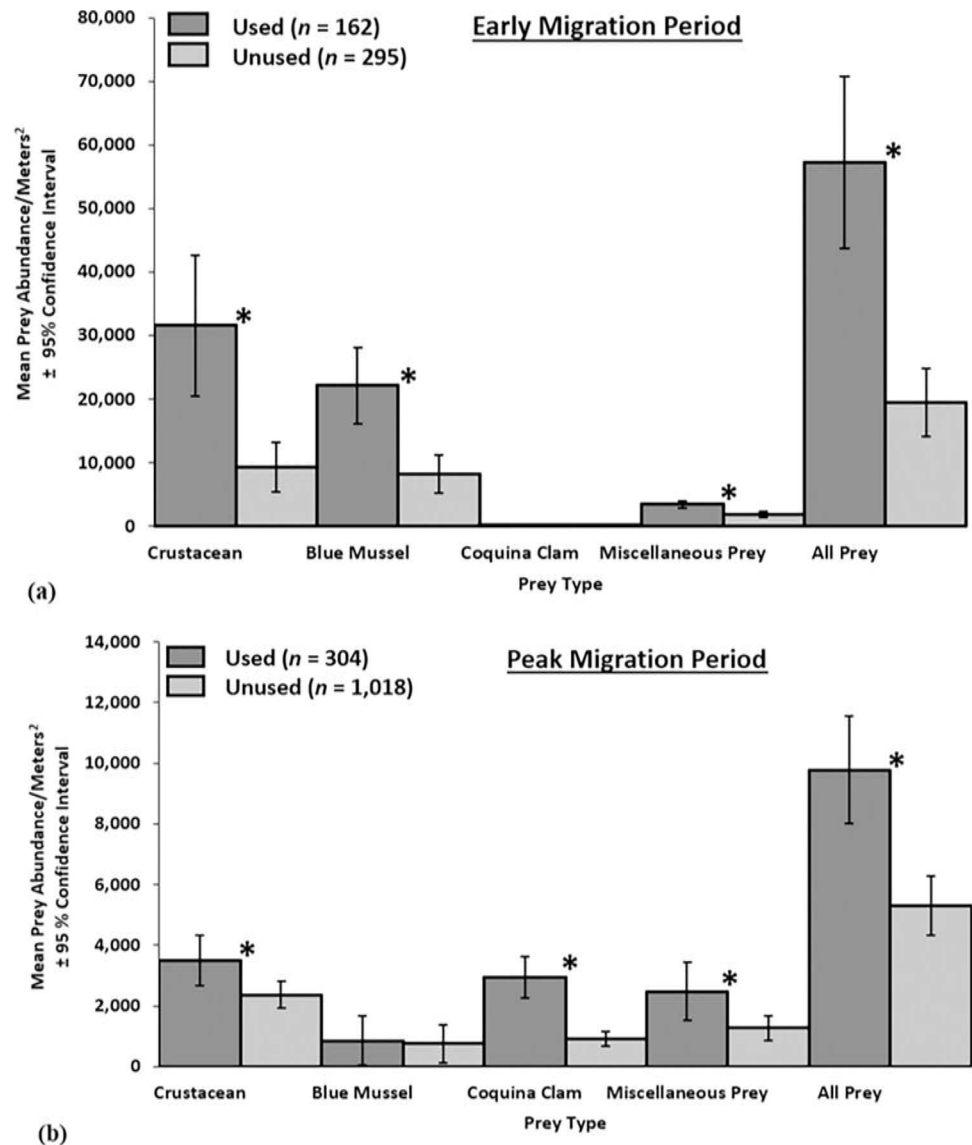 Early Migration Period
Used (n = 162)
Unused (n = 295)
Mean Prey Abundance/Meters²
± 95% Confidence Interval
80,000
70,000
60,000
50,000
40,000
30,000
20,000
10,000
0
*
*
*
*
Crustacean
Blue Mussel
Coquina Clam
Miscellaneous Prey
All Prey
Prey Type
(a)
Peak Migration Period
Used (n = 304)
Unused (n = 1,018)
Mean Prey Abundance/Meters²
± 95 % Confidence Interval
14,000
12,000
10,000
8,000
6,000
4,000
2,000
0
*
*
*
*
Crustacean
Blue Mussel
Coquina Clam
Miscellaneous Prey
All Prey
Prey Type
(b)